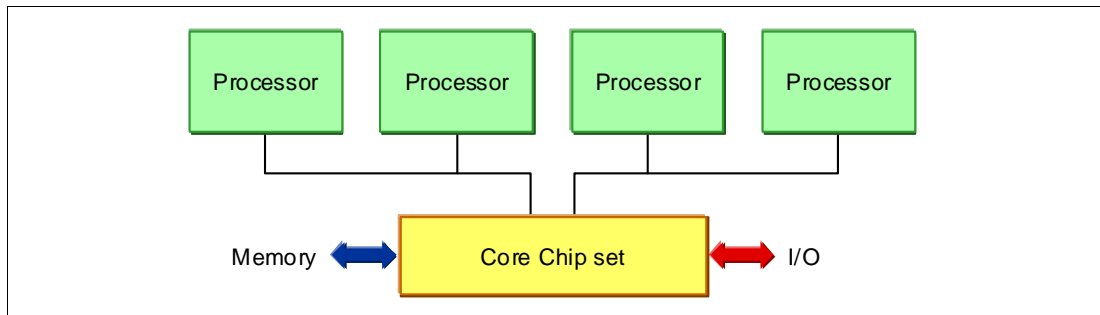 Processor
Processor
Processor
Processor
Memory
Core Chip set
I/O